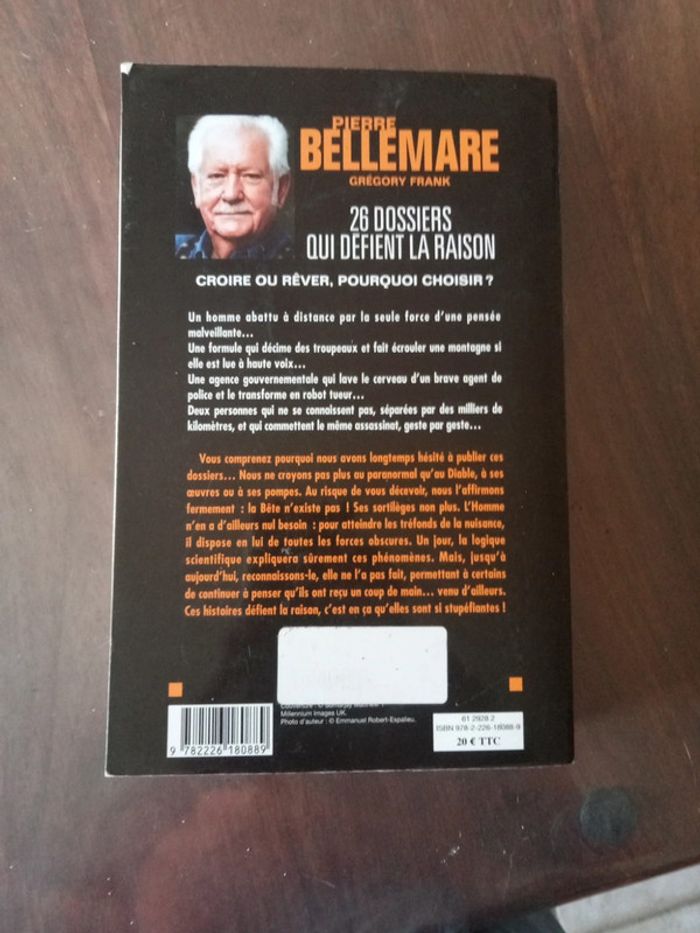 PIERRE
BELLEMARE
GRÉGORY FRANK
26 DOSSIERS
QUI DÉFIENT LA RAISON
CROIRE OU RÊVER, POURQUOI CHOISIR ?
Un homme abattu à distance par la seule force d'une pensée
malveillante...
Une formule qui décime des troupeaux et fait écrouler une montagne si
elle est lue à haute voix...
Une agence gouvernementale qui lave le cerveau d'un brave agent de
police et le transforme en robot tueur...
Deux personnes qui ne se connaissent pas, séparées par des milliers de
kilomètres, et qui commettent le même assassinat, geste par geste...
Vous comprenez pourquoi nous avons longtemps hésité à publier ces
dossiers... Nous ne croyons pas plus au paranormal qu'au Diable, à ses
œuvres ou à ses pompes. Au risque de vous décevoir, nous l'affirmons
fermement : la Bête n'existe pas ! Ses sortilèges non plus. L'Homme
n'en a d'ailleurs nul besoin : pour atteindre les tréfonds de la nuisance,
il dispose en lui de toutes les forces obscures. Un jour, la logique
scientifique expliquera sûrement ces phénomènes. Mais, jusqu'à
aujourd'hui, reconnaissons-le, elle ne l'a pas fait, permettant à certains
de continuer à penser qu'ils ont reçu un coup de main... venu d'ailleurs.
Ces histoires défient la raison, c'est en ça qu'elles sont si stupéfiantes !
Couverture : ©
Millennium Images UK.
Photo d'auteur : © Emmanuel Robert-Espalieu.
9 782226 180889
61 2928 2
ISBN 978-2-226-18088-9
20 € TTC